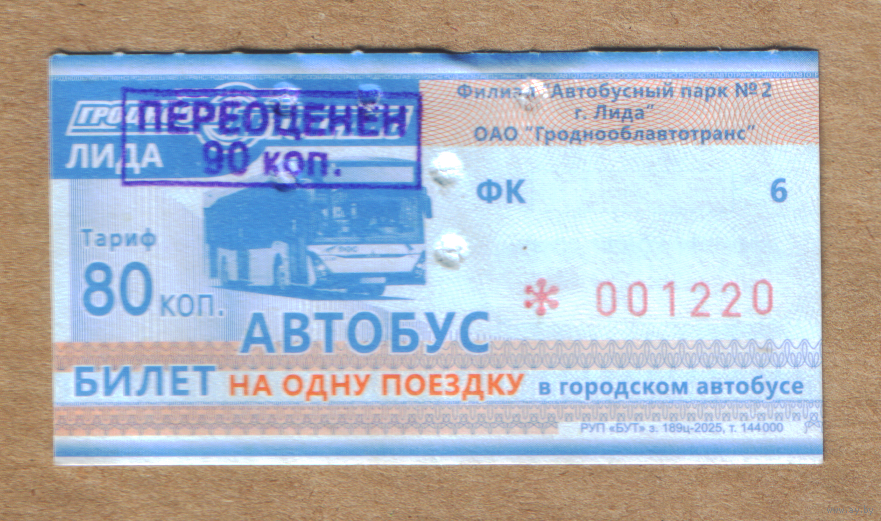 ПЕРЕОЦЕНЕН
90 коп.
ЛИДА
Филиал "Автобусный парк №2
г. Лида"
ОАО "Гроднооблавтотранс"
ФК 6
Тариф
80 коп.
* 001220
АВТОБУС
БИЛЕТ НА ОДНУ ПОЕЗДКУ в городском автобусе
РУП «БУТ» з. 189ц-2025, т. 144000